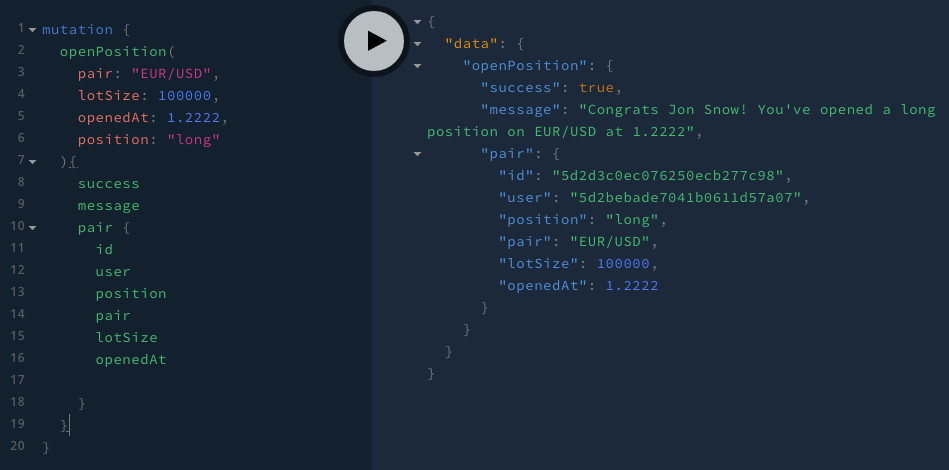 1 mutation {
2 openPosition(
3 pair: "EUR/USD",
4 lotSize: 100000,
5 openedAt: 1.2222,
6 position: "long"
7 ){
8 success
9 message
10 pair {
11 id
12 user
13 position
14 pair
15 lotSize
16 openedAt
17
18 }
19 }
20 }
{
"data": {
"openPosition": {
"success": true,
"message": "Congrats Jon Snow! You've opened a long
position on EUR/USD at 1.2222",
"pair": {
"id": "5d2d3c0ec076250ecb277c98",
"user": "5d2bebade7041b0611d57a07",
"position": "long",
"pair": "EUR/USD",
"lotSize": 100000,
"openedAt": 1.2222
}
}
}
}